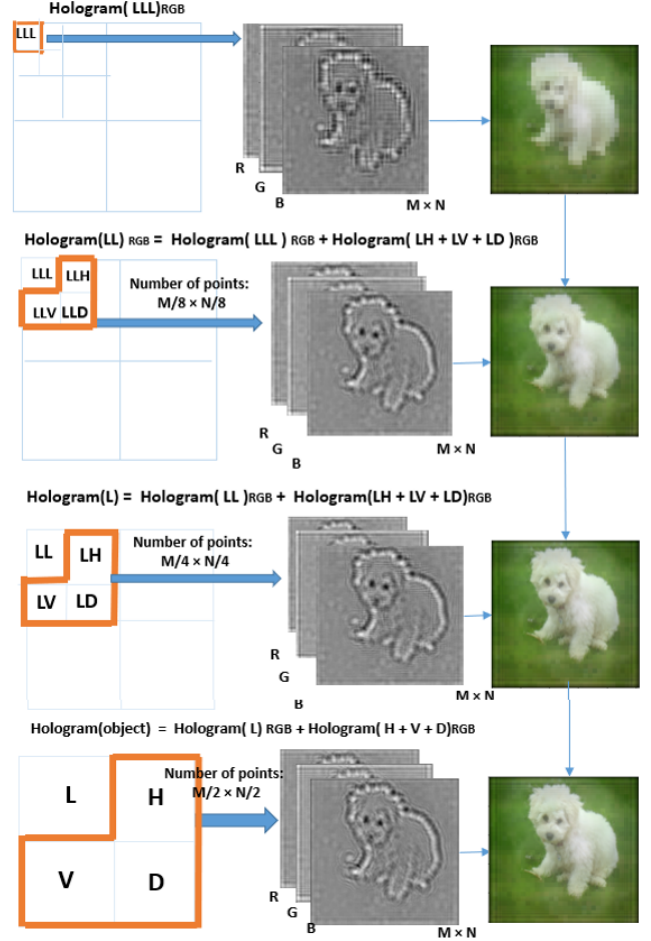 Hologram( LLL)RGB
LLL
R
G
B
M × N
Hologram(LL) RGB = Hologram( LLL ) RGB + Hologram( LH + LV + LD )RGB
LLL LLH
LLV LLD
Number of points:
M/8 × N/8
R
G
B
M × N
Hologram(L) = Hologram( LL )RGB + Hologram(LH + LV + LD)RGB
LL LH
LV LD
Number of points:
M/4 × N/4
R
G
B
M × N
Hologram(object) = Hologram( L) RGB + Hologram( H + V + D)RGB
L H
V D
Number of points:
M/2 × N/2
R
G
B
M × N